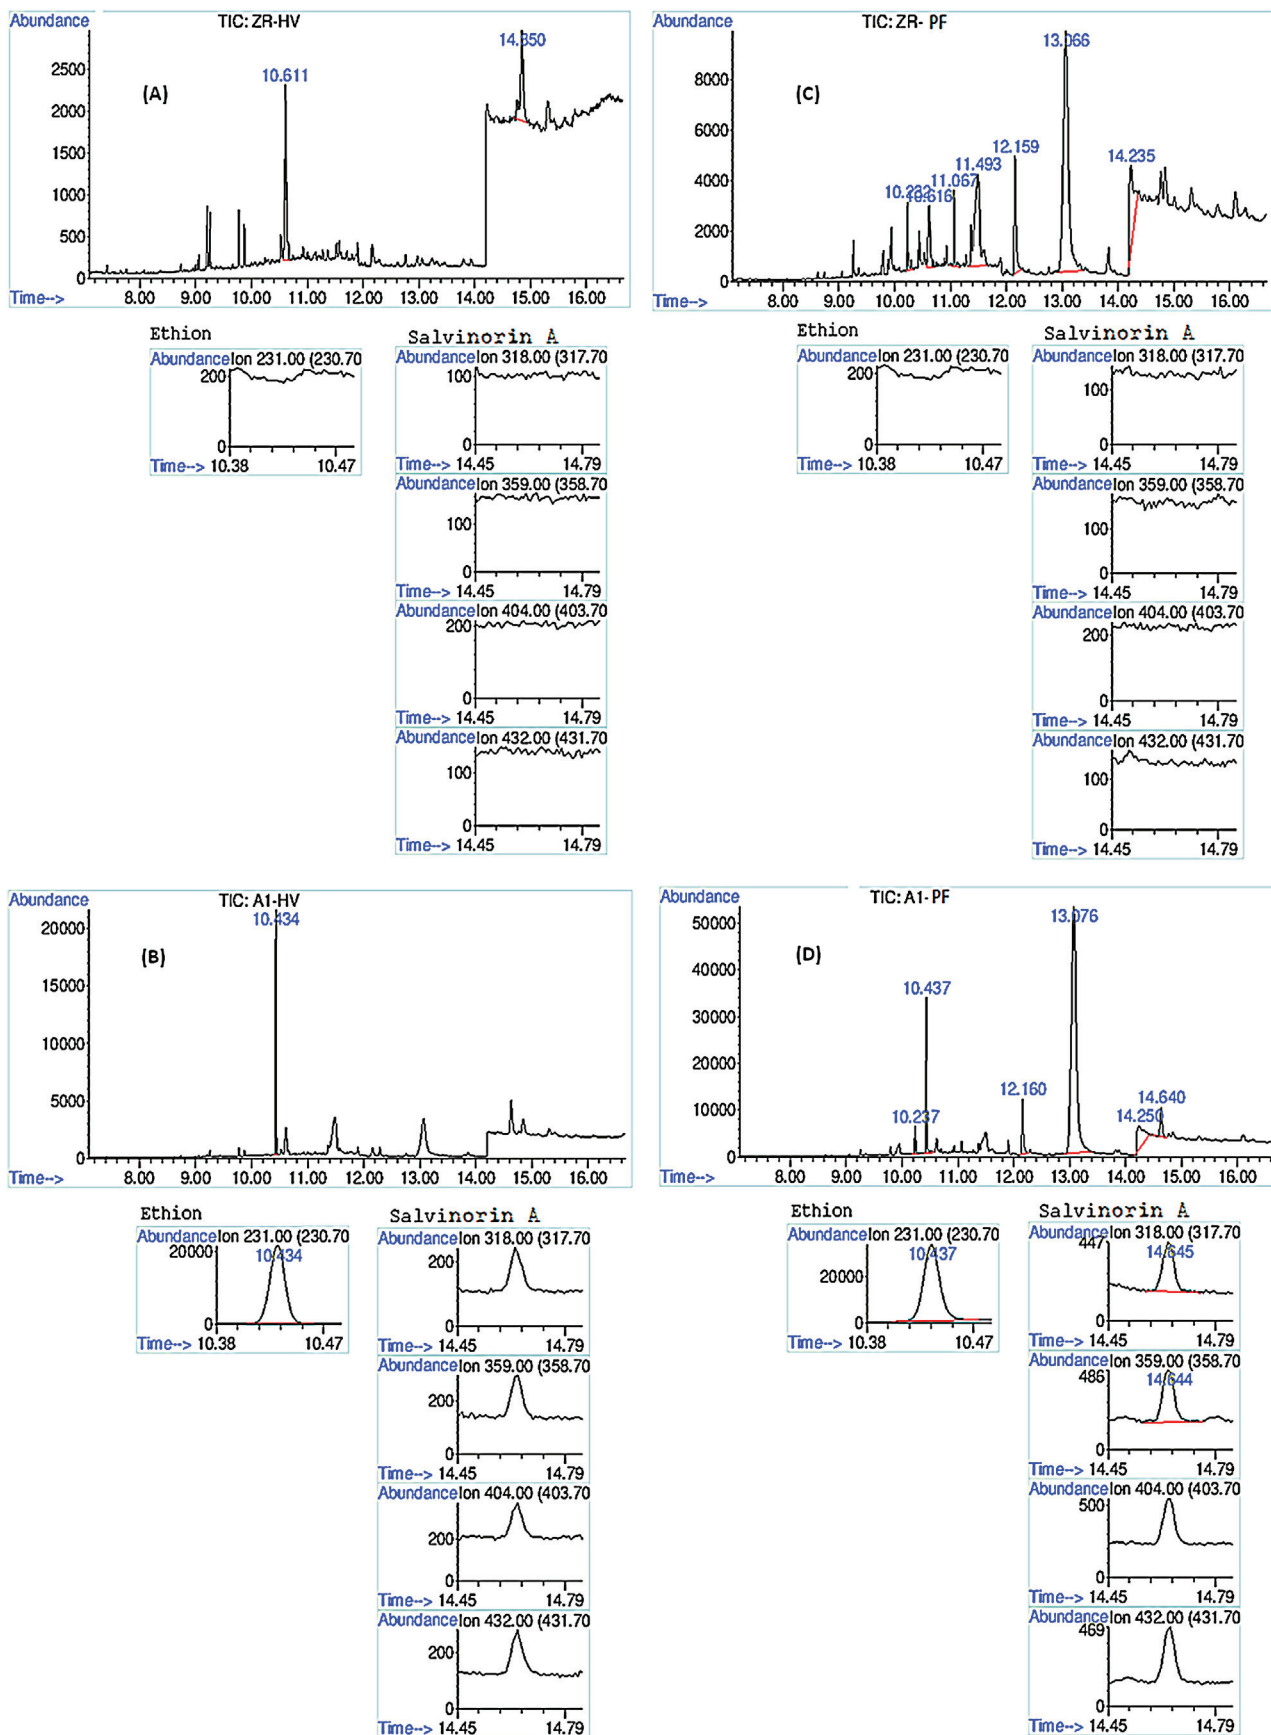 Abundance
TIC: ZR-HV
14.850
10.611
(A)
2500
2000
1500
1000
500
0
Time--> 8.00 9.00 10.00 11.00 12.00 13.00 14.00 15.00 16.00
Ethion
Abundance Ion 231.00 (230.70
200
0
Time--> 10.38 10.47
Salvinorin A
Abundance Ion 318.00 (317.70
100
0
Time--> 14.45 14.79
Abundance Ion 359.00 (358.70
100
0
Time--> 14.45 14.79
Abundance Ion 404.00 (403.70
200
0
Time--> 14.45 14.79
Abundance Ion 432.00 (431.70
100
0
Time--> 14.45 14.79
Abundance
TIC: ZR- PF
13.066
(C)
8000
6000
4000
2000
0
12.159
14.235
11.493
11.067
10.232
10.616
Time--> 8.00 9.00 10.00 11.00 12.00 13.00 14.00 15.00 16.00
Ethion
Abundance Ion 231.00 (230.70
200
0
Time--> 10.38 10.47
Salvinorin A
Abundance Ion 318.00 (317.70
100
0
Time--> 14.45 14.79
Abundance Ion 359.00 (358.70
100
0
Time--> 14.45 14.79
Abundance Ion 404.00 (403.70
200
0
Time--> 14.45 14.79
Abundance Ion 432.00 (431.70
100
0
Time--> 14.45 14.79
Abundance
TIC: A1-HV
10.434
(B)
20000
15000
10000
5000
0
Time--> 8.00 9.00 10.00 11.00 12.00 13.00 14.00 15.00 16.00
Ethion
Abundance Ion 231.00 (230.70
20000
10.434
0
Time--> 10.38 10.47
Salvinorin A
Abundance Ion 318.00 (317.70
200
0
Time--> 14.45 14.79
Abundance Ion 359.00 (358.70
200
0
Time--> 14.45 14.79
Abundance Ion 404.00 (403.70
200
0
Time--> 14.45 14.79
Abundance Ion 432.00 (431.70
200
0
Time--> 14.45 14.79
Abundance
TIC: A1- PF
13.076
(D)
50000
40000
30000
20000
10000
0
10.437
12.160
14.640
10.237
14.250
Time--> 8.00 9.00 10.00 11.00 12.00 13.00 14.00 15.00 16.00
Ethion
Abundance Ion 231.00 (230.70
10.437
20000
0
Time--> 10.38 10.47
Salvinorin A
Abundance Ion 318.00 (317.70
447
14.645
0
Time--> 14.45 14.79
Abundance Ion 359.00 (358.70
486
14.644
0
Time--> 14.45 14.79
Abundance Ion 404.00 (403.70
500
0
Time--> 14.45 14.79
Abundance Ion 432.00 (431.70
469
0
Time--> 14.45 14.79